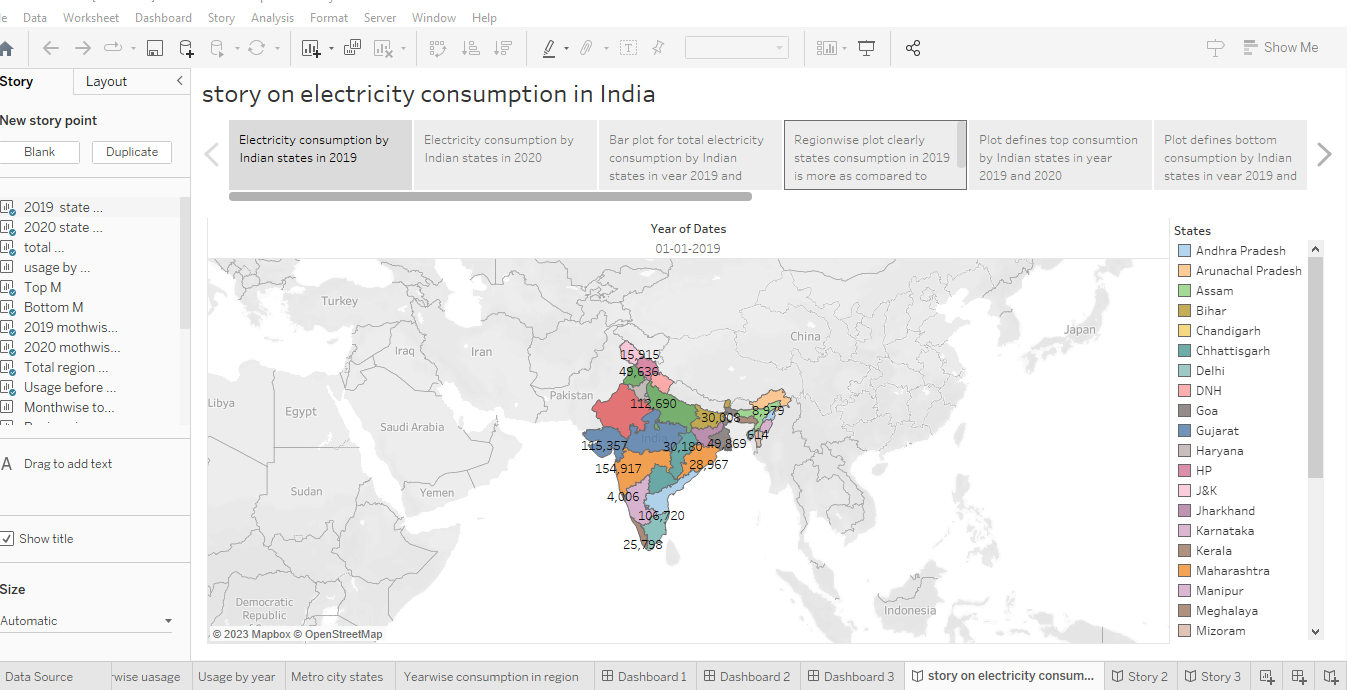 Data Worksheet Dashboard Story Analysis Format Server Window Help
Show Me
Story Layout
New story point
Blank Duplicate
2019 state ...
2020 state ...
total ...
usage by ...
Top M
Bottom M
2019 mothwis...
2020 mothwis...
Total region ...
Usage before ...
Monthwise to...
A Drag to add text
Show title
Size
Automatic
story on electricity consumption in India
Electricity consumption by
Indian states in 2019
Electricity consumption by
Indian states in 2020
Bar plot for total electricity
consumption by Indian
states in year 2019 and
Regionwise plot clearly
states consumption in 2019
is more as compared to
Plot defines top consumtion
by Indian states in year
2019 and 2020
Plot defines bottom
consumption by Indian
states in year 2019 and
Year of Dates
01-01-2019
Turkey
China
Japan
Iraq
Iran
15,915
49,636
Pakistan
Libya
Egypt
112,690
8,979
30,008
Saudi Arabia
614
India
115,357
30,180
49,869
154,917
28,967
Sudan
Yemen
4,006
106,720
25,798
Democratic
Republic
Indonesia
© 2023 Mapbox © OpenStreetMap
States
Andhra Pradesh
Arunachal Pradesh
Assam
Bihar
Chandigarh
Chhattisgarh
Delhi
DNH
Goa
Gujarat
Haryana
HP
J&K
Jharkhand
Karnataka
Kerala
Maharashtra
Manipur
Meghalaya
Mizoram
Data Source rwise uasage Usage by year Metro city states Yearwise consumption in region Dashboard 1 Dashboard 2 Dashboard 3 story on electricity consum... Story 2 Story 3